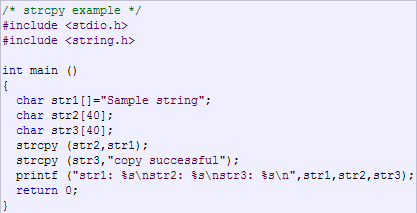 /* strcpy example */
#include <stdio.h>
#include <string.h>
int main ()
{
  char str1[]="Sample string";
  char str2[40];
  char str3[40];
  strcpy (str2,str1);
  strcpy (str3,"copy successful");
  printf ("str1: %s\nstr2: %s\nstr3: %s\n",str1,str2,str3);
  return 0;
}